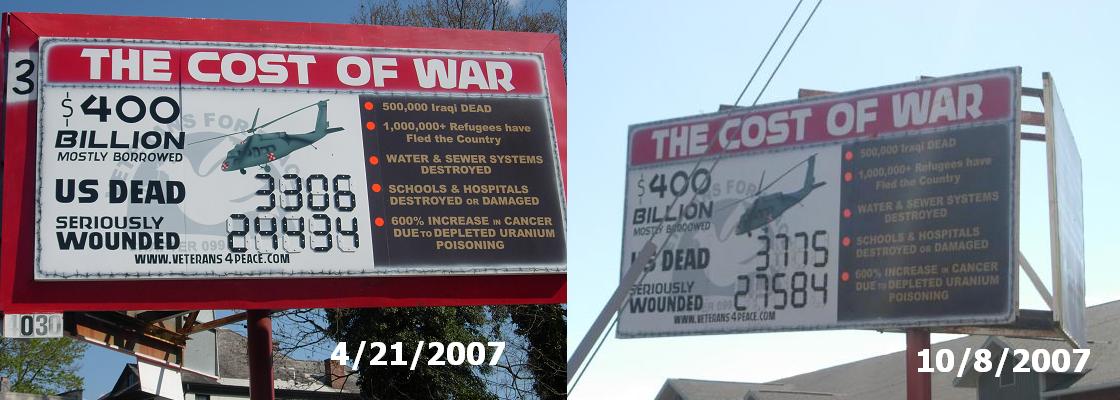 3
THE COST OF WAR
$400
BILLION
MOSTLY BORROWED
US DEAD 3306
SERIOUSLY
WOUNDED 24434
WWW.VETERANS4PEACE.COM
500,000 Iraqi DEAD
1,000,000+ Refugees have
Fled the Country
WATER & SEWER SYSTEMS
DESTROYED
SCHOOLS & HOSPITALS
DESTROYED OR DAMAGED
600% INCREASE IN CANCER
DUE TO DEPLETED URANIUM
POISONING
1030
4/21/2007
THE COST OF WAR
$400
BILLION
MOSTLY BORROWED
US DEAD 3775
SERIOUSLY
WOUNDED 27584
WWW.VETERANS4PEACE.COM
500,000 Iraqi DEAD
1,000,000+ Refugees have
Fled the Country
WATER & SEWER SYSTEMS
DESTROYED
SCHOOLS & HOSPITALS
DESTROYED OR DAMAGED
600% INCREASE IN CANCER
DUE TO DEPLETED URANIUM
POISONING
10/8/2007